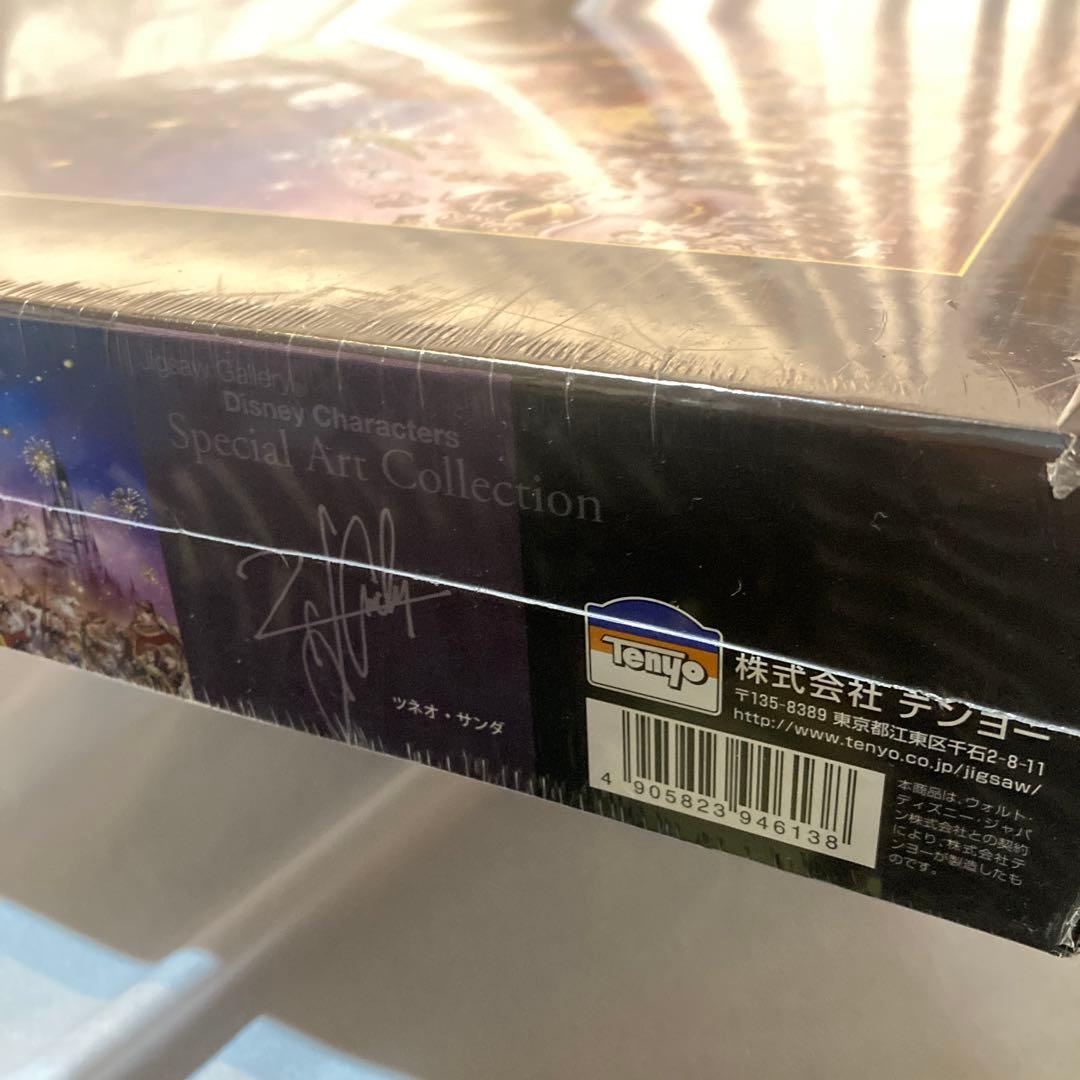 Jigsaw Gallery
Disney Characters
Special Art Collection
ツネオ・サンダ
Tenyo
株式会社 テンヨー
〒135-8389 東京都江東区千石2-8-11
http://www.tenyo.co.jp/jigsaw/
4 905823 946138
本商品は、ウォルト・
ディズニー・ジャパ
ン株式会社との契約
により、株式会社テ
ンヨーが製造したも
のです。